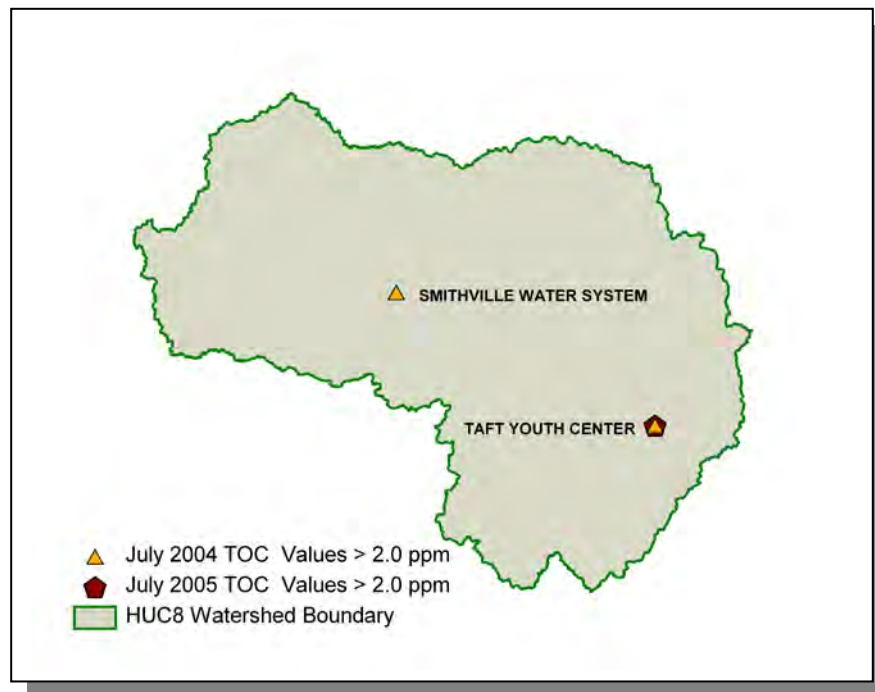 SMITHVILLE WATER SYSTEM
TAFT YOUTH CENTER
July 2004 TOC Values > 2.0 ppm
July 2005 TOC Values > 2.0 ppm
HUC8 Watershed Boundary